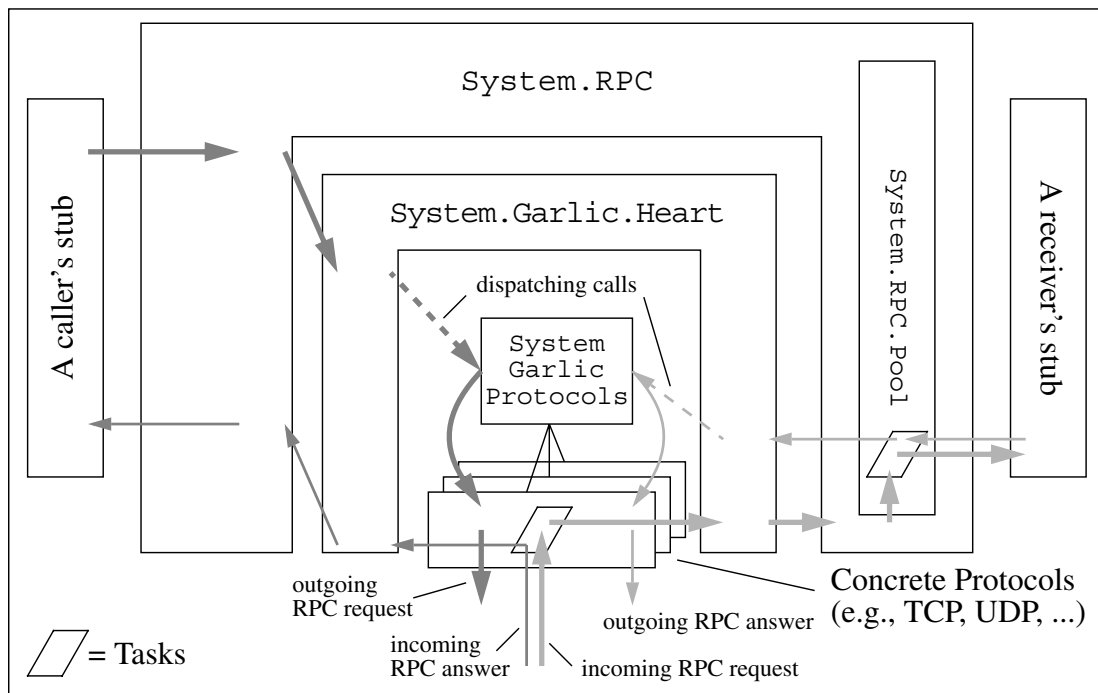 System.RPC
A caller's stub
System.RPC.Pool
A receiver's stub
System.Garlic.Heart
dispatching calls
System
Garlic
Protocols
outgoing
RPC request
incoming
RPC answer
outgoing RPC answer
incoming RPC request
Concrete Protocols
(e.g., TCP, UDP, ...)
= Tasks